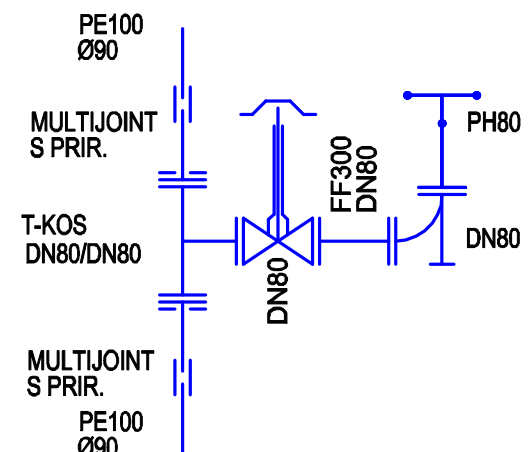 PE100
Ø90
MULTIJOINT
S PRIR.
PH80
FF300
DN80
T-KOS
DN80/DN80
DN80
DN80
MULTIJOINT
S PRIR.
PE100
Ø90